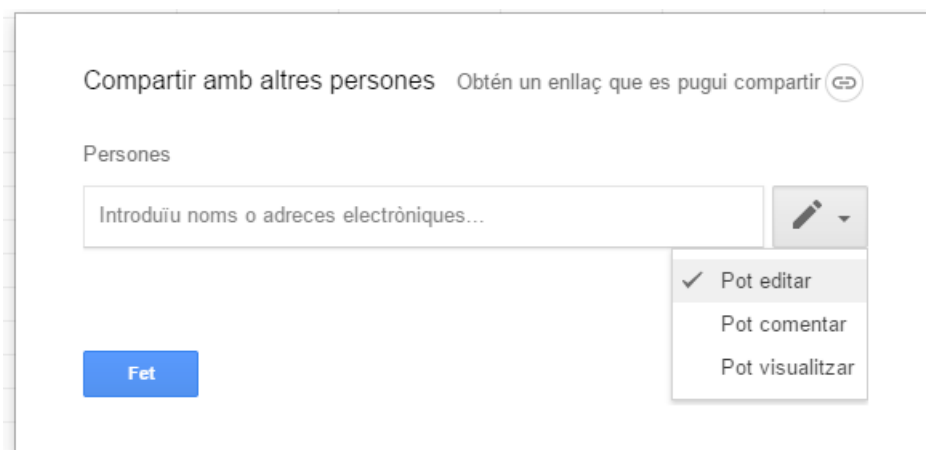 Compartir amb altres persones Obtén un enllaç que es pugui compartir
Persones
Introduïu noms o adreces electròniques...
Pot editar
Pot comentar
Pot visualitzar
Fet